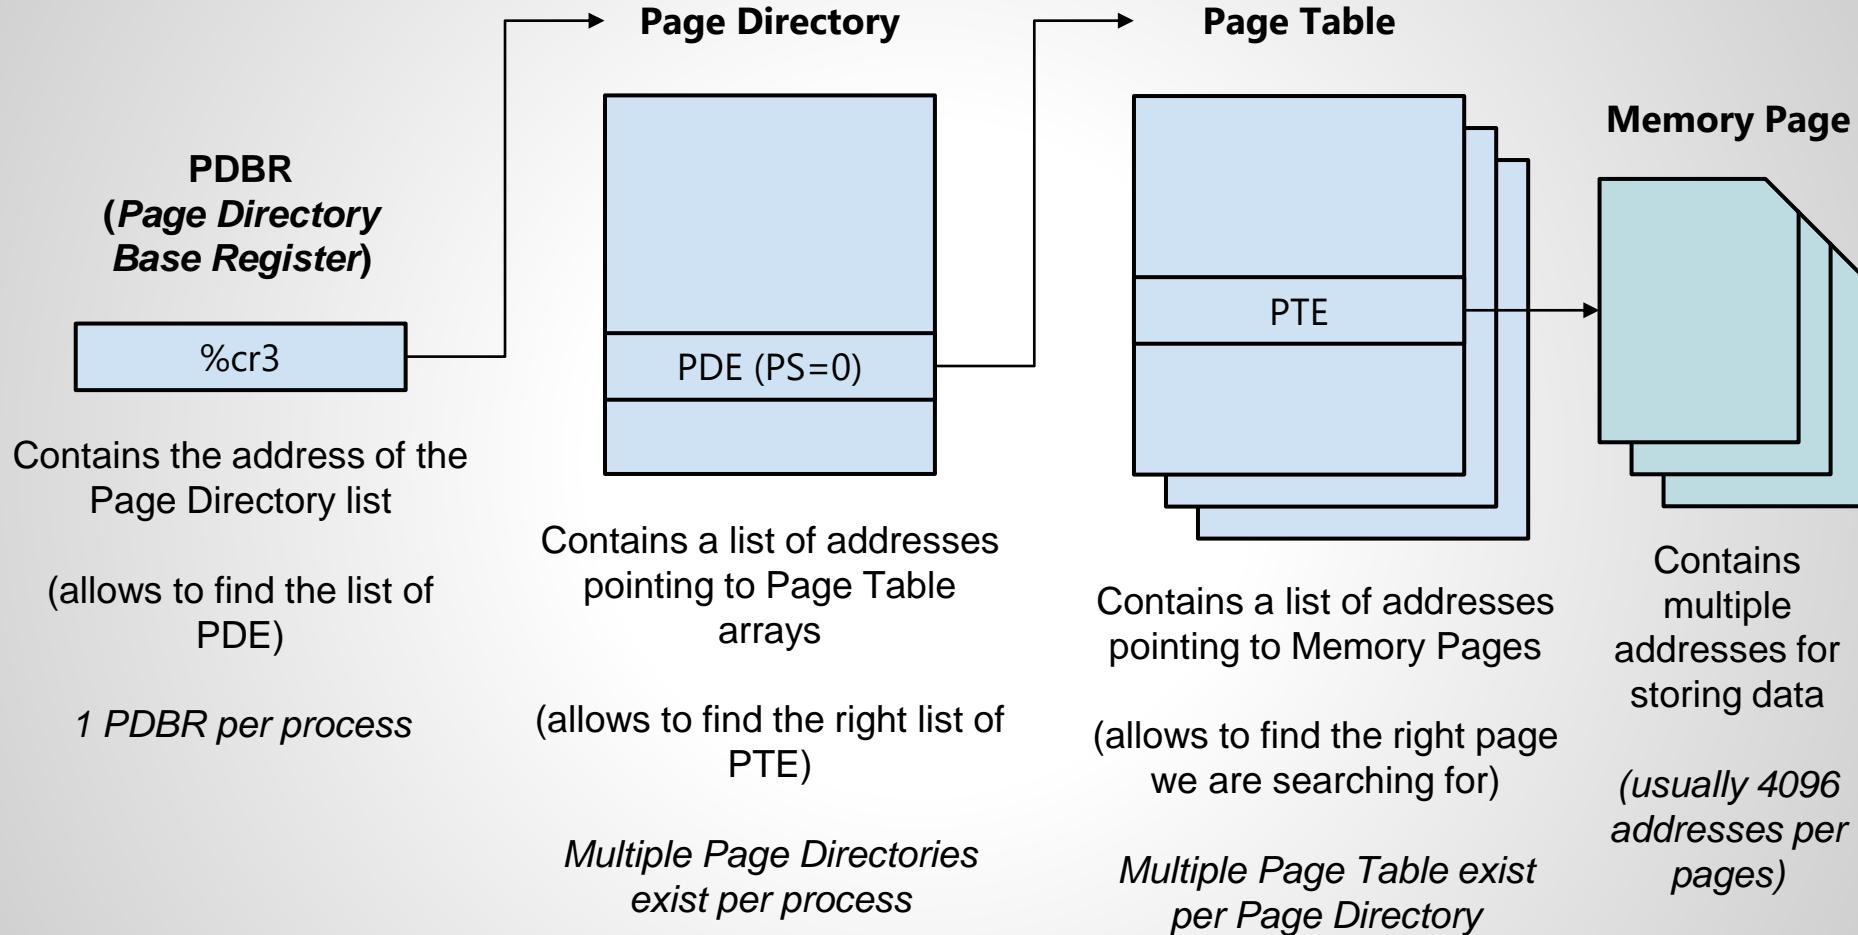 PDBR
(Page Directory
Base Register)
%cr3
Contains the address of the
Page Directory list
(allows to find the list of
PDE)
1 PDBR per process
Page Directory
PDE (PS=0)
Contains a list of addresses
pointing to Page Table
arrays
(allows to find the right list of
PTE)
Multiple Page Directories
exist per process
Page Table
PTE
Contains a list of addresses
pointing to Memory Pages
(allows to find the right page
we are searching for)
Multiple Page Table exist
per Page Directory
Memory Page
Contains
multiple
addresses for
storing data
(usually 4096
addresses per
pages)